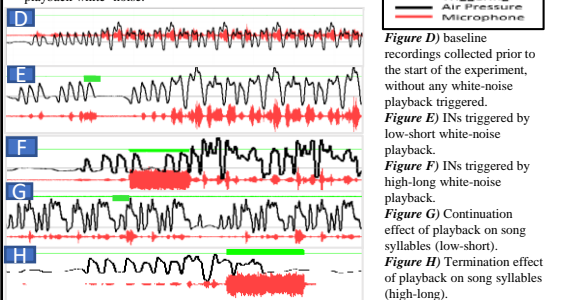 playback white-noise.
Air Pressure
Microphone
D
E
F
G
H
Figure D) baseline
recordings collected prior to
the start of the experiment,
without any white-noise
playback triggered.
Figure E) INs triggered by
low-short white-noise
playback.
Figure F) INs triggered by
high-long white-noise
playback.
Figure G) Continuation
effect of playback on song
syllables (low-short).
Figure H) Termination effect
of playback on song syllables
(high-long).